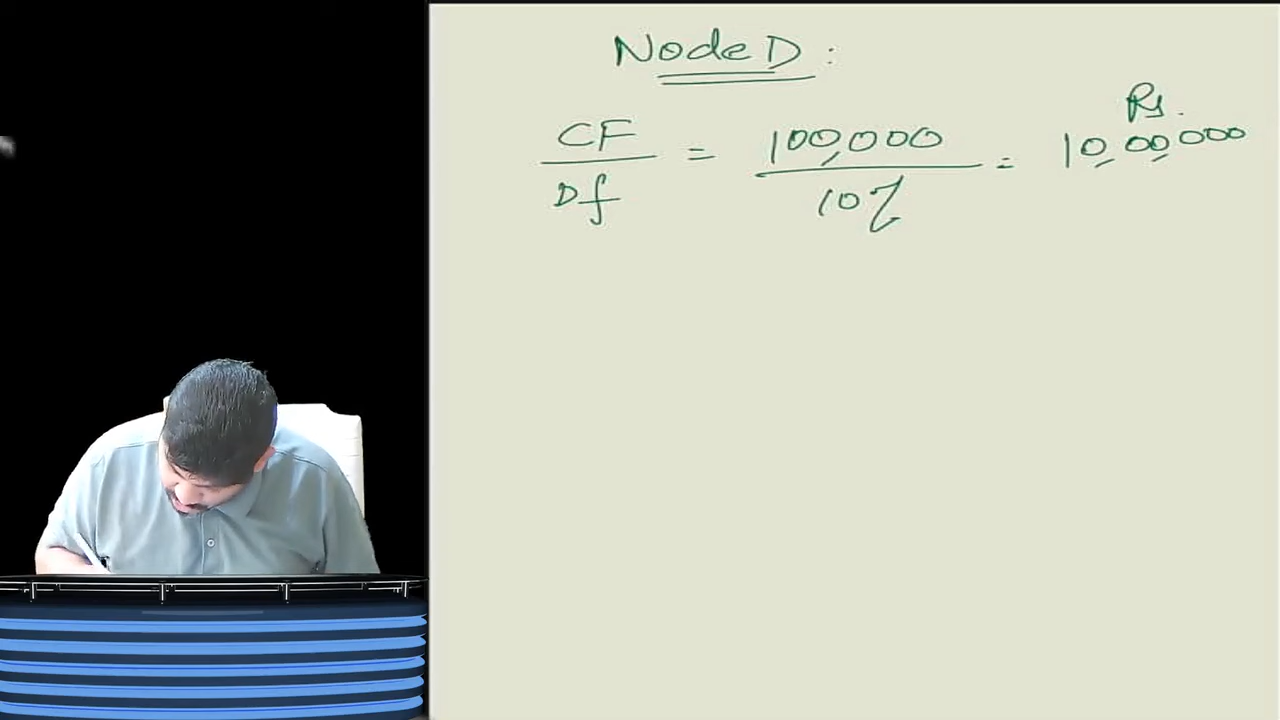 Node D :
Rs.
CF / Df = 100,000 / 10% = 10,00,000